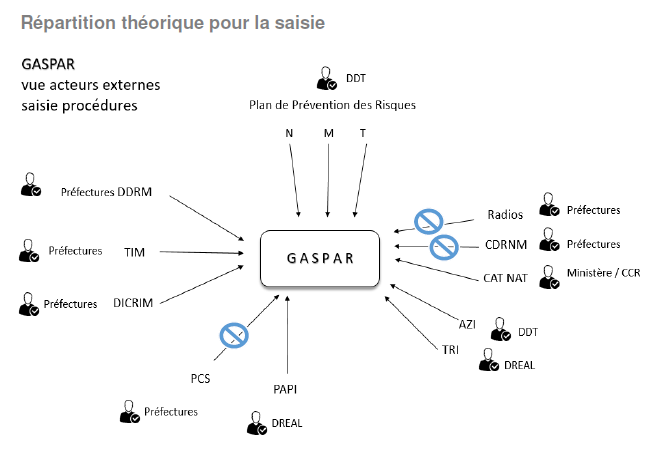 Répartition théorique pour la saisie
GASPAR
vue acteurs externes
saisie procédures
DDT
Plan de Prévention des Risques
N M T
Préfectures DDRM
Préfectures TIM
Préfectures DICRIM
GASPAR
Radios Préfectures
CDRNM Préfectures
CAT NAT Ministère / CCR
AZI DDT
TRI DREAL
PCS
Préfectures
PAPI
DREAL